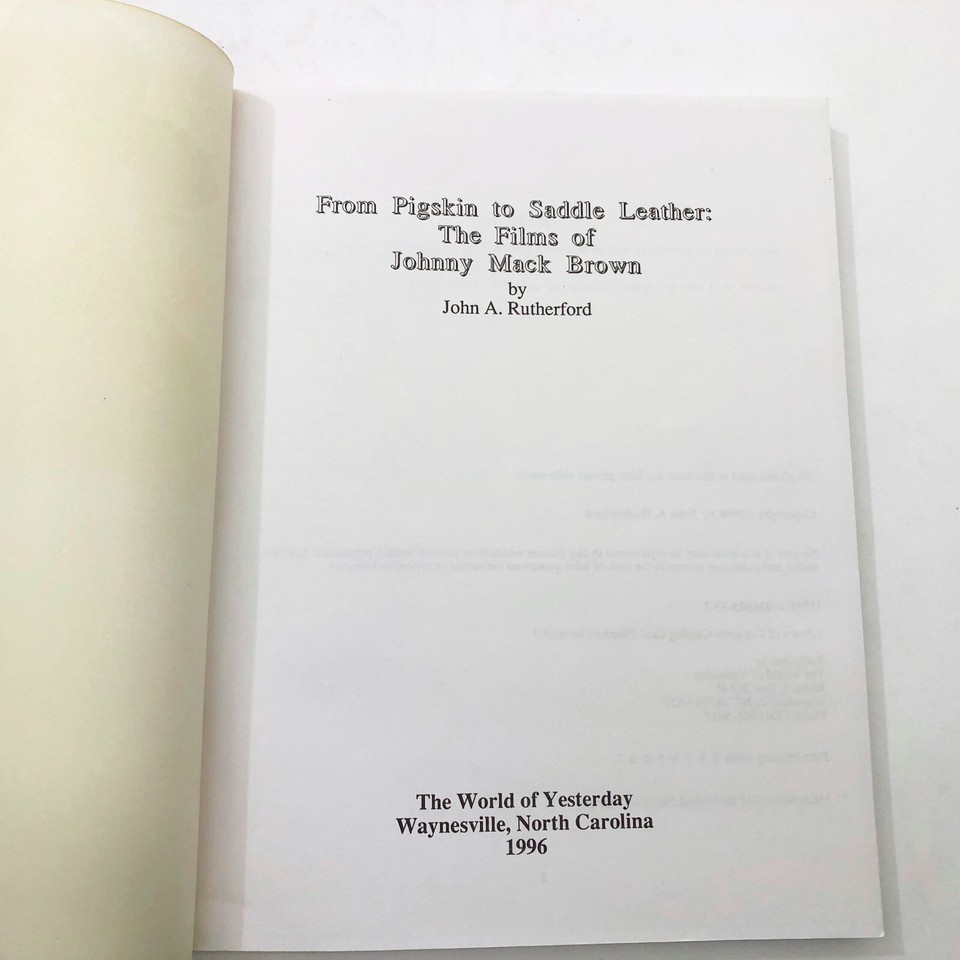 From Pigskin to Saddle Leather:
The Films of
Johnny Mack Brown
by
John A. Rutherford
The World of Yesterday
Waynesville, North Carolina
1996